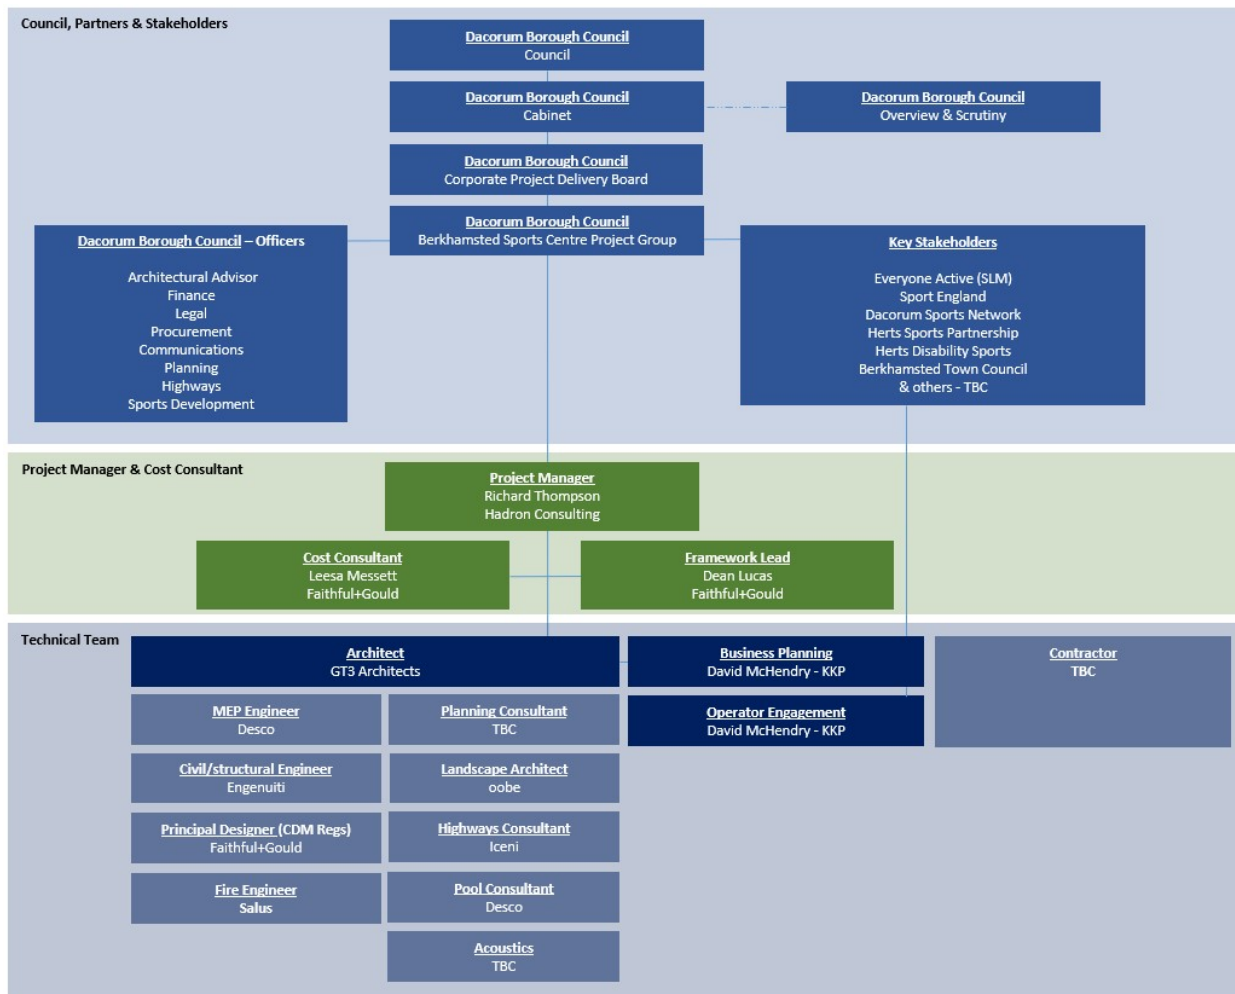 Council, Partners & Stakeholders
Dacorum Borough Council
Council
Dacorum Borough Council
Cabinet
Dacorum Borough Council
Overview & Scrutiny
Dacorum Borough Council
Corporate Project Delivery Board
Dacorum Borough Council
Berkhamsted Sports Centre Project Group
Dacorum Borough Council – Officers
Architectural Advisor
Finance
Legal
Procurement
Communications
Planning
Highways
Sports Development
Key Stakeholders
Everyone Active (SLM)
Sport England
Dacorum Sports Network
Herts Sports Partnership
Herts Disability Sports
Berkhamsted Town Council
& others - TBC
Project Manager & Cost Consultant
Project Manager
Richard Thompson
Hadron Consulting
Cost Consultant
Leesa Messett
Faithful+Gould
Framework Lead
Dean Lucas
Faithful+Gould
Technical Team
Architect
GT3 Architects
Business Planning
David McHendry - KKP
Contractor
TBC
MEP Engineer
Desco
Planning Consultant
TBC
Operator Engagement
David McHendry - KKP
Civil/structural Engineer
Engenuiti
Landscape Architect
oobe
Principal Designer (CDM Regs)
Faithful+Gould
Highways Consultant
Iceni
Fire Engineer
Salus
Pool Consultant
Desco
Acoustics
TBC